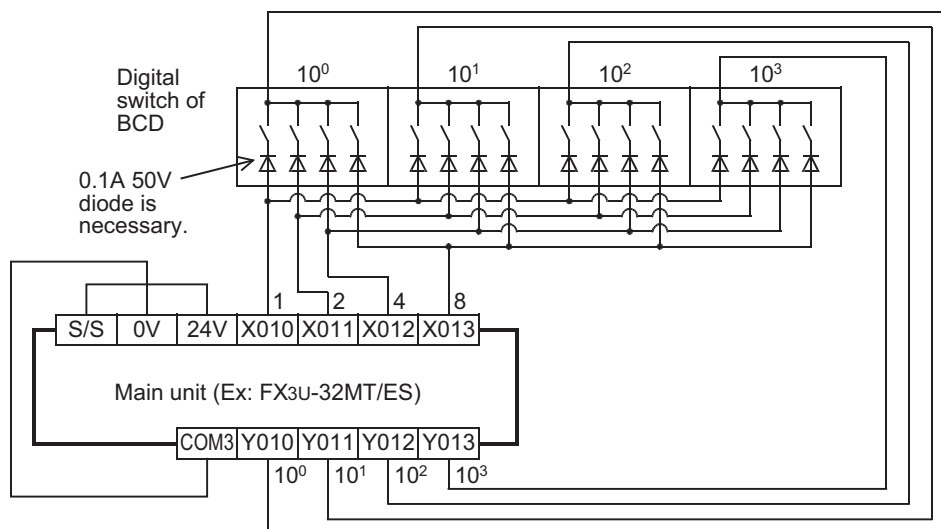 10⁰ 10¹ 10² 10³
Digital
switch of
BCD
0.1A 50V
diode is
necessary.
1 2 4 8
S/S 0V 24V X010 X011 X012 X013
Main unit (Ex: FX3U-32MT/ES)
COM3 Y010 Y011 Y012 Y013
10⁰ 10¹ 10² 10³